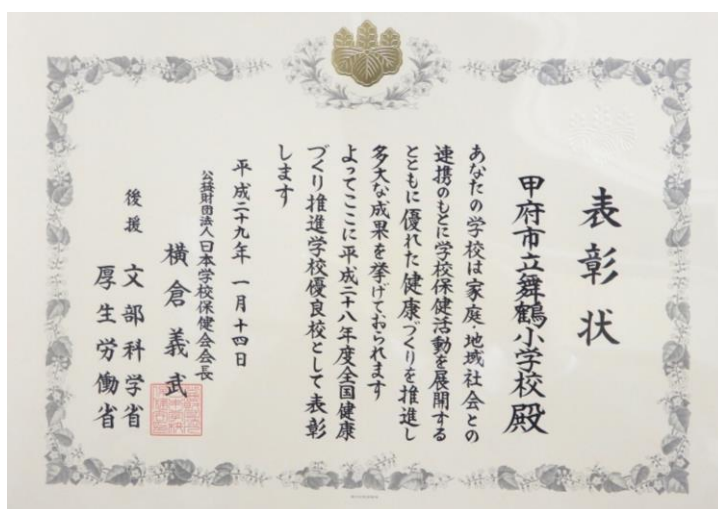 表彰状
甲府市立舞鶴小学校殿
あなたの学校は家庭・地域社会との
連携のもとに学校保健活動を展開する
とともに優れた健康づくりを推進し
多大な成果を挙げておられます
よってここに平成二十八年度全国健康
づくり推進学校優良校として表彰
します
平成二十九年 一月十四日
公益財団法人日本学校保健会会長
横倉義武
後援 文部科学省
厚生労働省